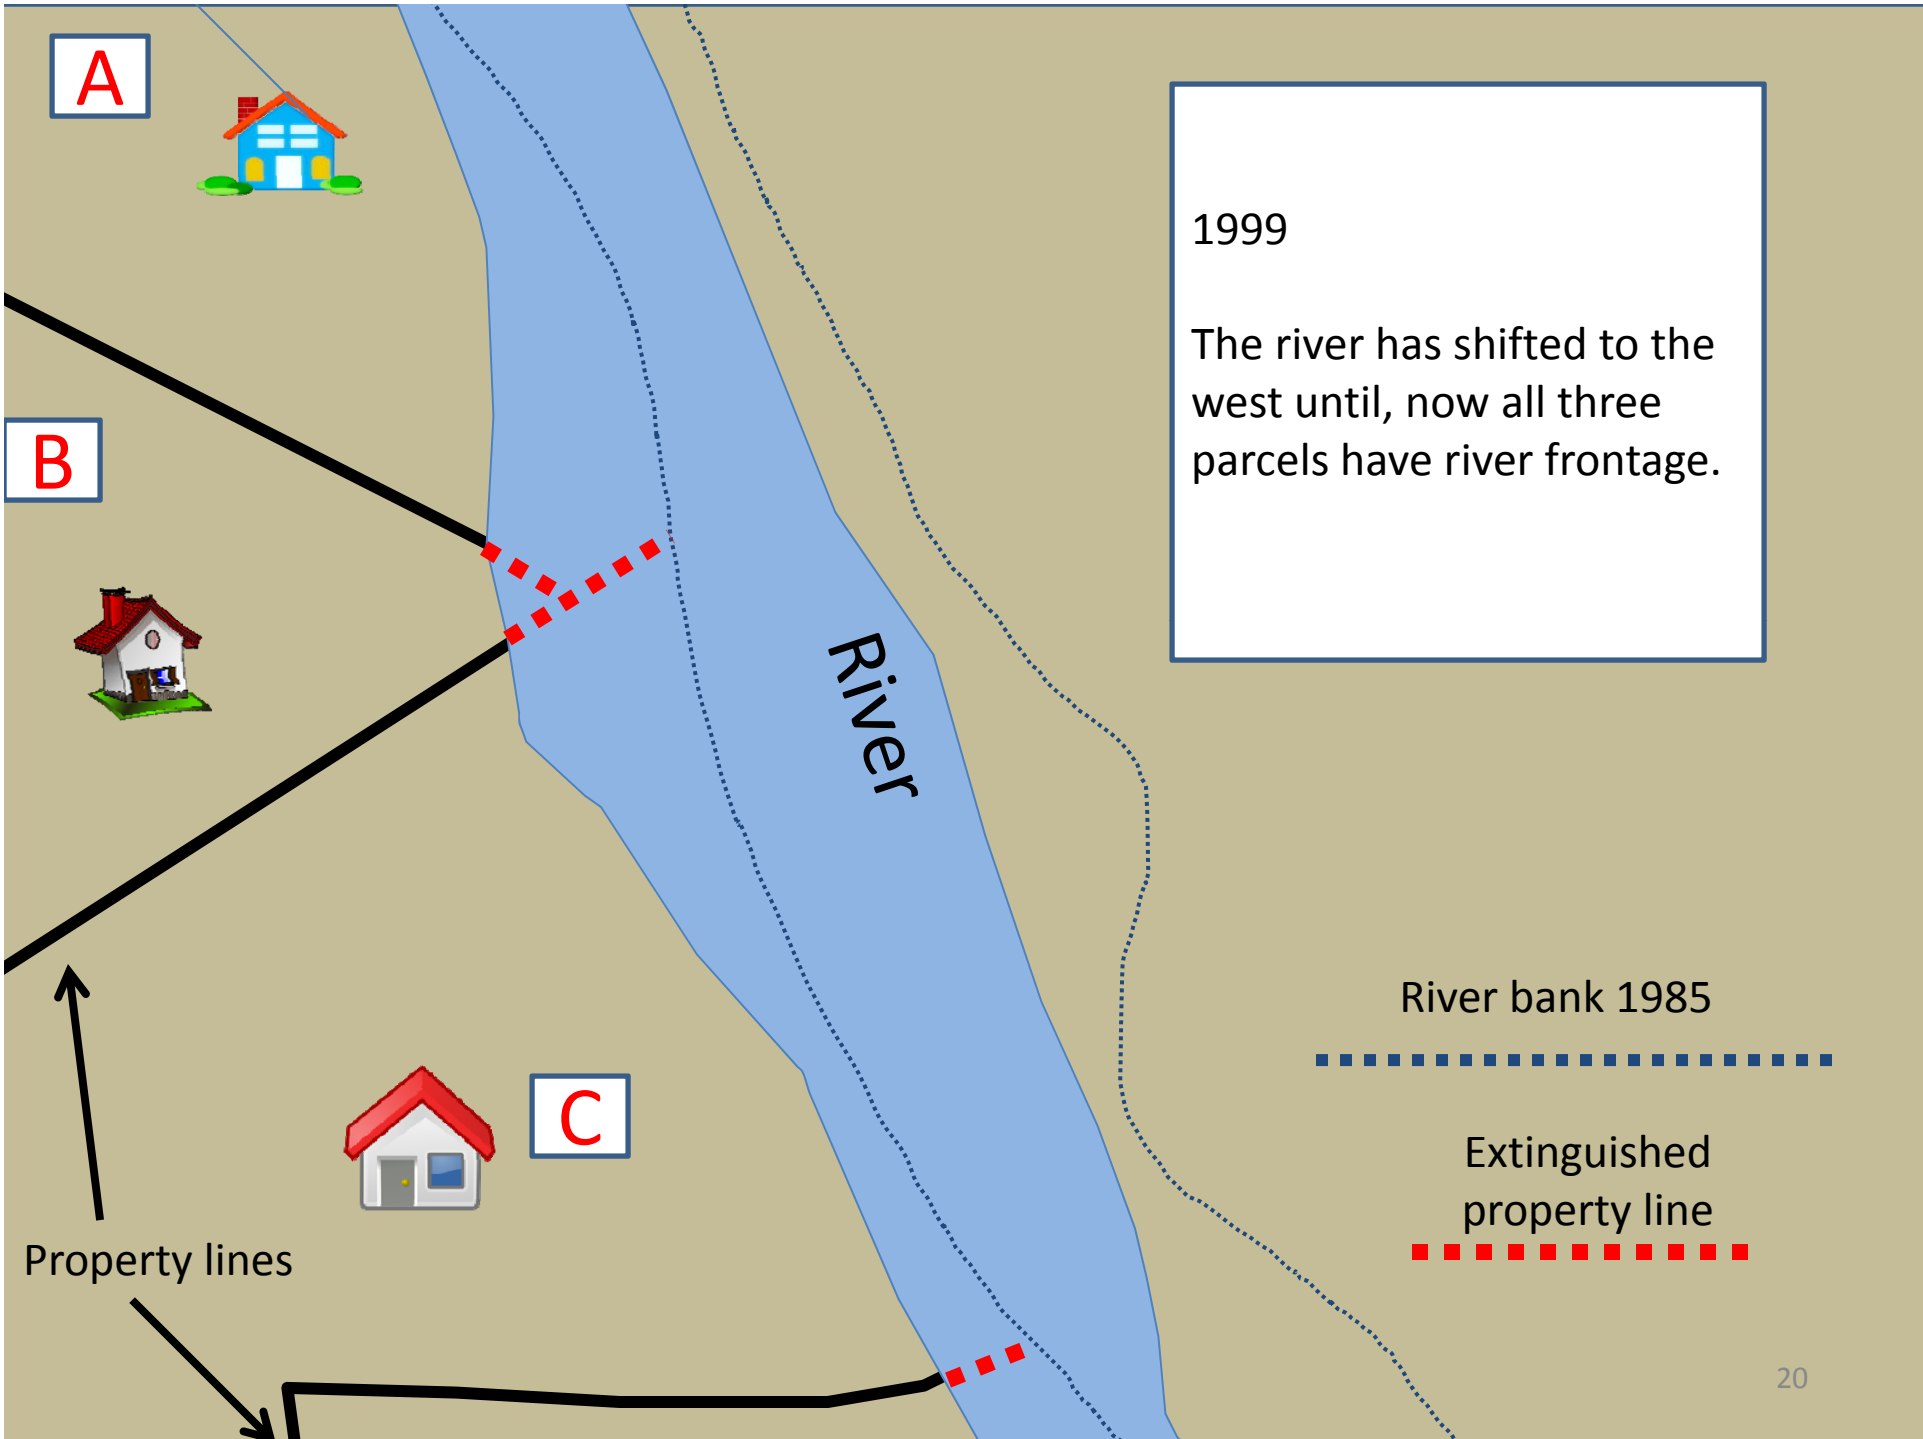 A
1999
The river has shifted to the
west until, now all three
parcels have river frontage.
B
River
C
Property lines
River bank 1985
Extinguished
property line
20